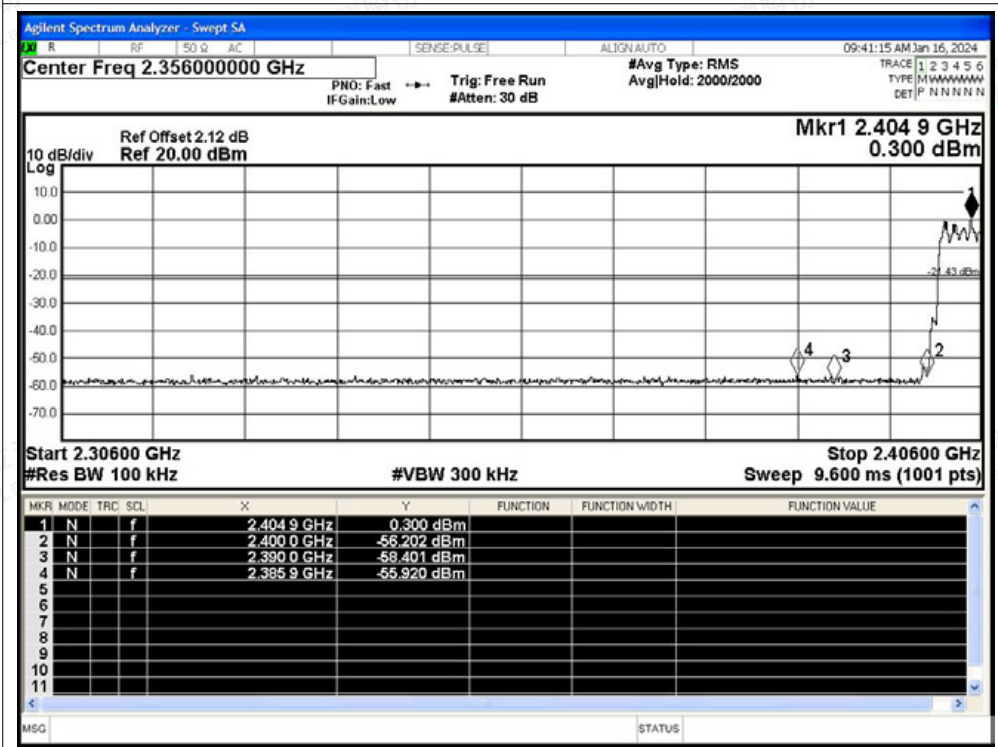 Agilent Spectrum Analyzer - Swept SA
R RF 50 Ω AC SENSE:PULSE ALIGN AUTO 09:41:15 AM Jan 16, 2024
Center Freq 2.356000000 GHz #Avg Type: RMS TRACE 1 2 3 4 5 6
PNO: Fast Trig: Free Run Avg|Hold: 2000/2000 TYPE MWWWWW
IFGain:Low #Atten: 30 dB DET P N N N N N
Mkr1 2.404 9 GHz
Ref Offset 2.12 dB
10 dB/div Ref 20.00 dBm 0.300 dBm
Log
10.0
1
0.00
-10.0
-20.0 -21.43 dBm
-30.0
-40.0
-50.0 4 3 2
-60.0
-70.0
Start 2.30600 GHz Stop 2.40600 GHz
#Res BW 100 kHz #VBW 300 kHz Sweep 9.600 ms (1001 pts)
MKR MODE TRC SCL X Y FUNCTION FUNCTION WIDTH FUNCTION VALUE
1 N f 2.404 9 GHz 0.300 dBm
2 N f 2.400 0 GHz -56.202 dBm
3 N f 2.390 0 GHz -58.401 dBm
4 N f 2.385 9 GHz -55.920 dBm
5
6
7
8
9
10
11
MSG STATUS